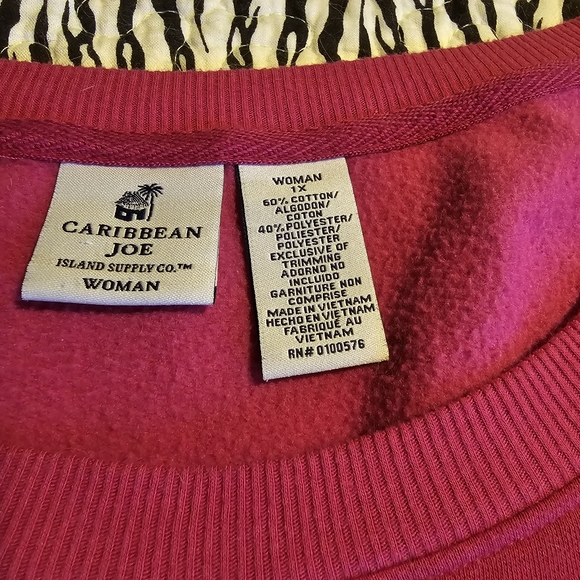 CARIBBEAN
JOE
ISLAND SUPPLY CO.™
WOMAN
WOMAN
1X
60% COTTON/
ALGODON/
COTON
40% POLYESTER/
POLIESTER/
POLYESTER
EXCLUSIVE OF
TRIMMING
ADORNO NO
INCLUIDO
GARNITURE NON
COMPRISE
MADE IN VIETNAM
HECHO EN VIETNAM
FABRIQUÉ AU
VIETNAM
RN# 0100576